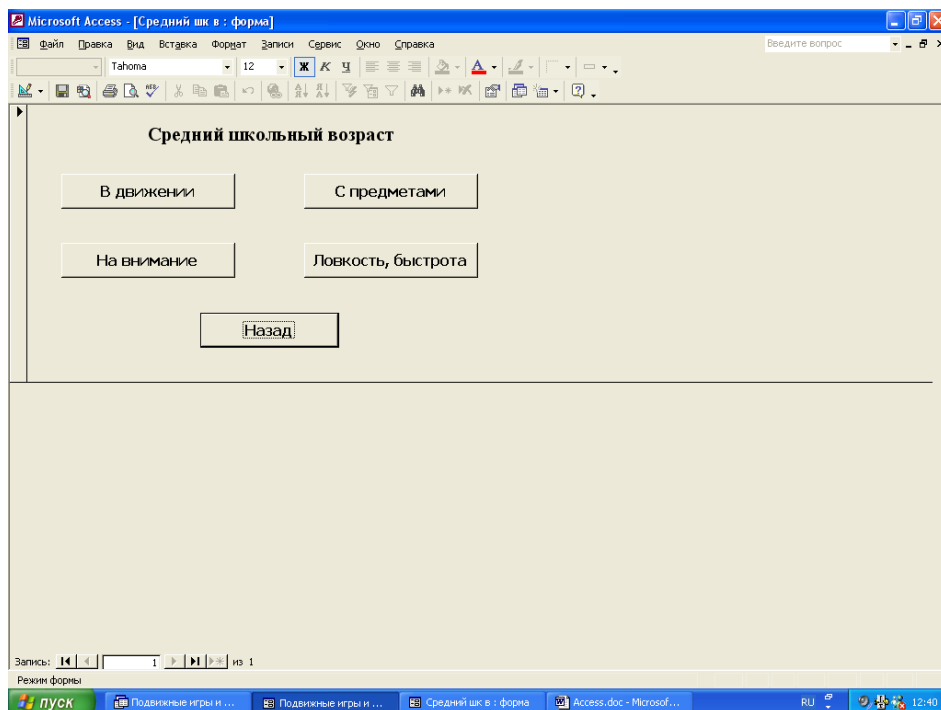 Microsoft Access - [Средний шк в : форма]
Файл Правка Вид Вставка Формат Записи Сервис Окно Справка Введите вопрос
Tahoma 12 Ж К Ч
Средний школьный возраст
В движении С предметами
На внимание Ловкость, быстрота
Назад
Запись: 1 из 1
Режим формы
пуск Подвижные игры и ... Подвижные игры и ... Средний шк в : форма Access.doc - Microsof... RU 12:40